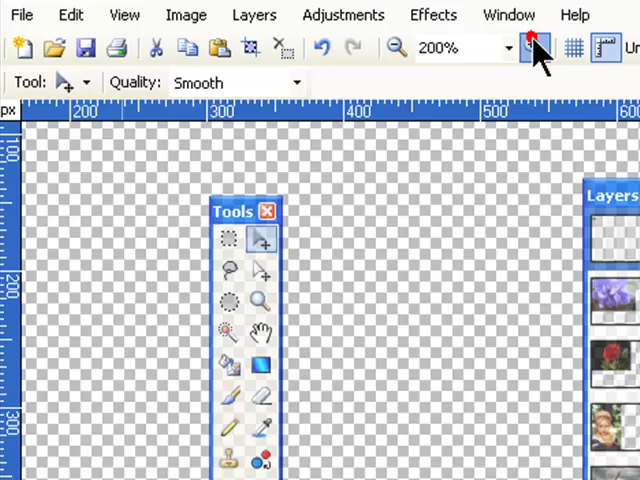 File Edit View Image Layers Adjustments Effects Window Help
200%
Tool: Quality: Smooth
px 200 300 400 500 600
100
Tools
Layers
200
300